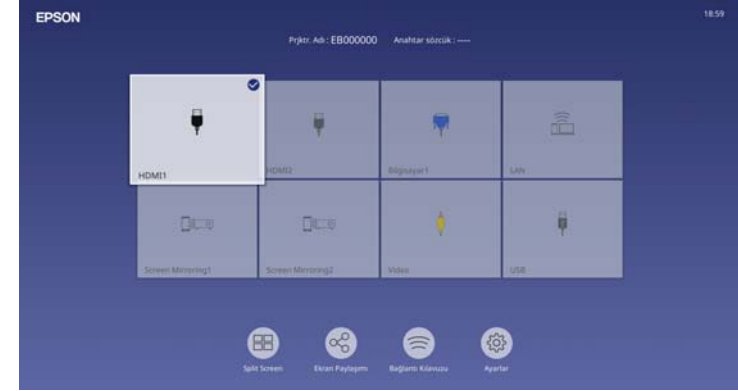 EPSON
18:59
Prjktr. Adı : EB000000 Anahtar sözcük : ----
HDMI1
HDMI2
Bilgisayar1
LAN
Screen Mirroring1
Screen Mirroring2
Video
USB
Split Screen
Ekran Paylaşımı
Bağlantı Kılavuzu
Ayarlar